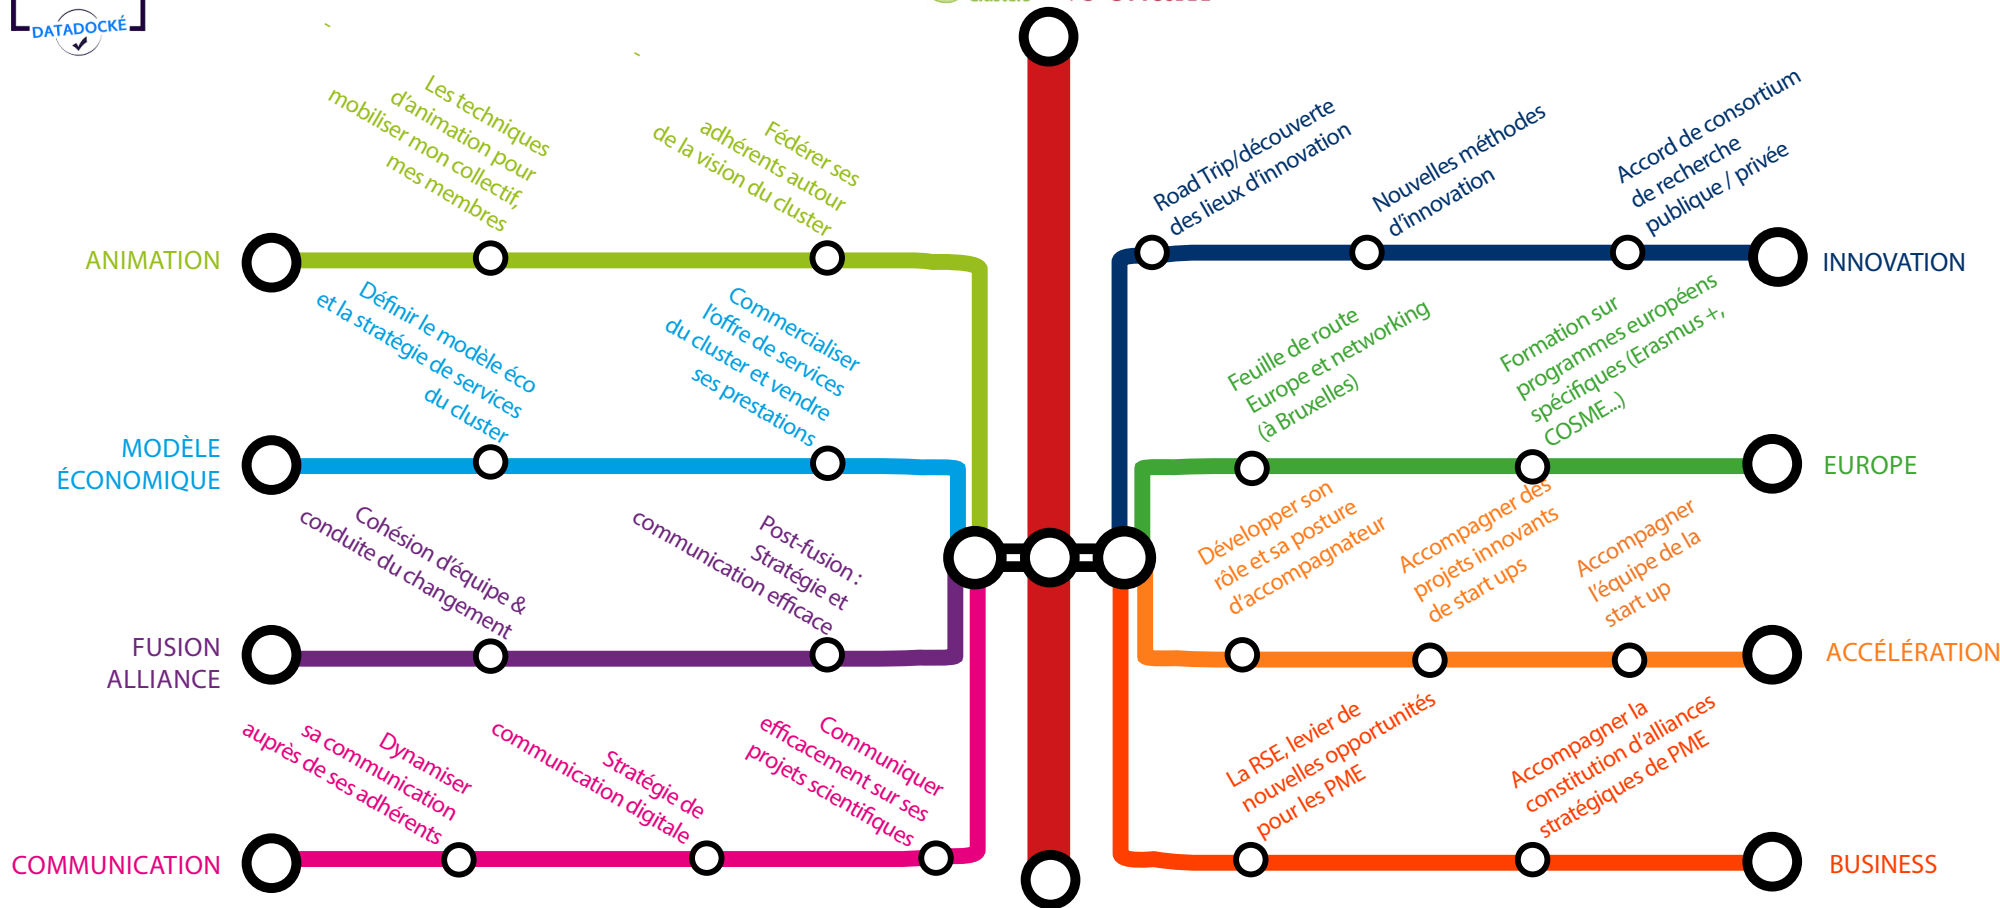 DATADOCKÉ
Les techniques
d'animation pour
mobiliser mon collectif,
mes membres
Fédérer ses
adhérents autour
de la vision du cluster
ANIMATION
Définir le modèle éco
et la stratégie de services
du cluster
Commercialiser
l'offre de services
du cluster et vendre
ses prestations
MODÈLE
ÉCONOMIQUE
Cohésion d'équipe &
conduite du changement
Post-fusion :
Stratégie et
communication efficace
FUSION
ALLIANCE
Dynamiser
sa communication
auprès de ses adhérents
Stratégie de
communication digitale
Communiquer
efficacement sur ses
projets scientifiques
COMMUNICATION
Road Trip/découverte
des lieux d'innovation
Nouvelles méthodes
d'innovation
Accord de consortium
de recherche
publique / privée
INNOVATION
Feuille de route
Europe et networking
(à Bruxelles)
Formation sur
programmes européens
spécifiques (Erasmus +,
COSME...)
EUROPE
Développer son
rôle et sa posture
d'accompagnateur
Accompagner des
projets innovants
de start ups
Accompagner
l'équipe de la
start up
ACCÉLÉRATION
La RSE, levier de
nouvelles opportunités
pour les PME
Accompagner la
constitution d'alliances
stratégiques de PME
BUSINESS